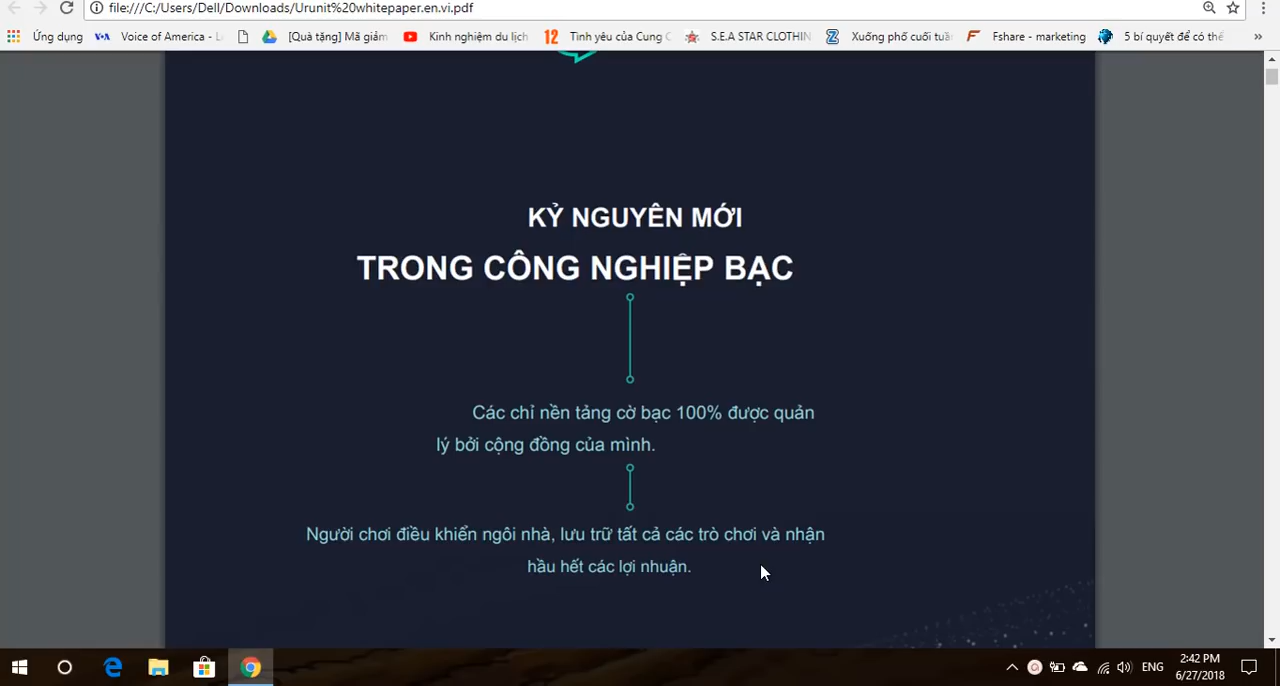 file:///C:/Users/Dell/Downloads/Urunit%20whitepaper.en.vi.pdf
Ứng dụng
VOA
Voice of America - L
[Quà tặng] Mã giảm
Kinh nghiệm du lịch
12
Tình yêu của Cung
S.E.A STAR CLOTHIN
Z
Xuống phố cuối tuần
F
Fshare - marketing
5 bí quyết để có thể
»
KỶ NGUYÊN MỚI
TRONG CÔNG NGHIỆP BẠC
Các chỉ nền tảng cờ bạc 100% được quản
lý bởi cộng đồng của mình.
Người chơi điều khiển ngôi nhà, lưu trữ tất cả các trò chơi và nhận
hầu hết các lợi nhuận.
ENG
2:42 PM
6/27/2018